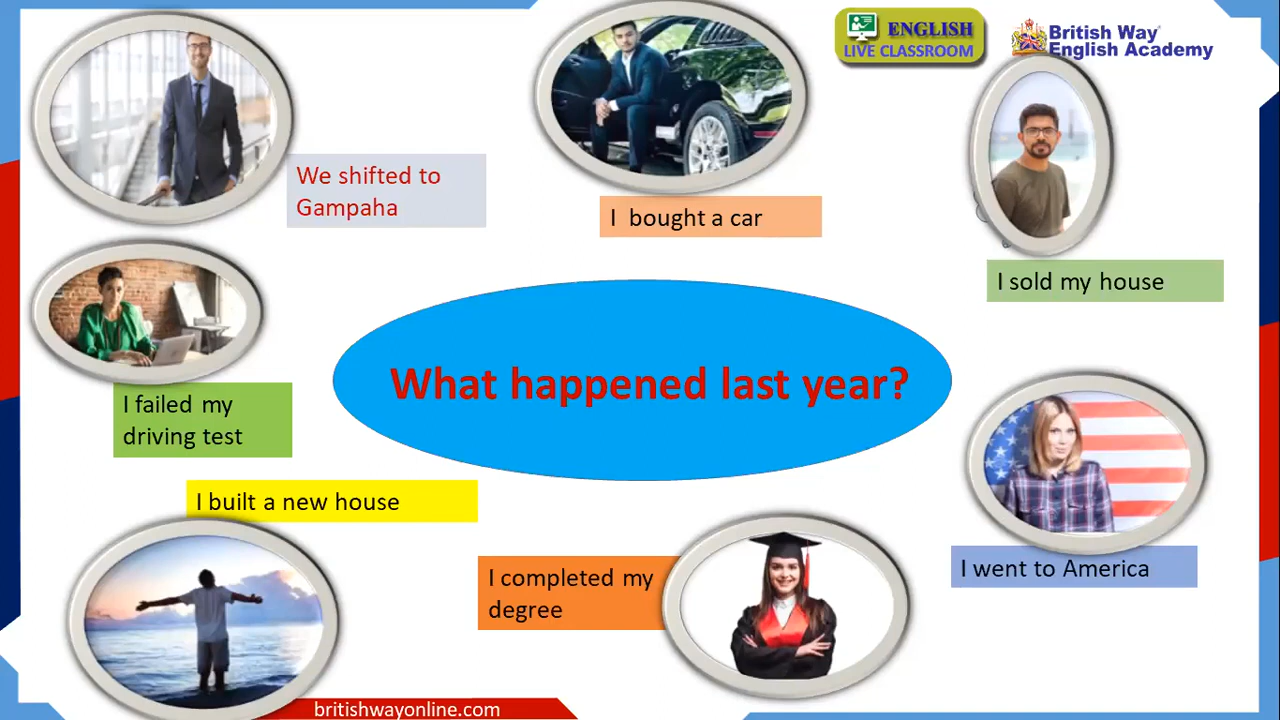 ENGLISH
LIVE CLASSROOM
British Way
English Academy
We shifted to
Gampaha
I bought a car
I sold my house
What happened last year?
I failed my
driving test
I built a new house
I completed my
degree
I went to America
britishwayonline.com